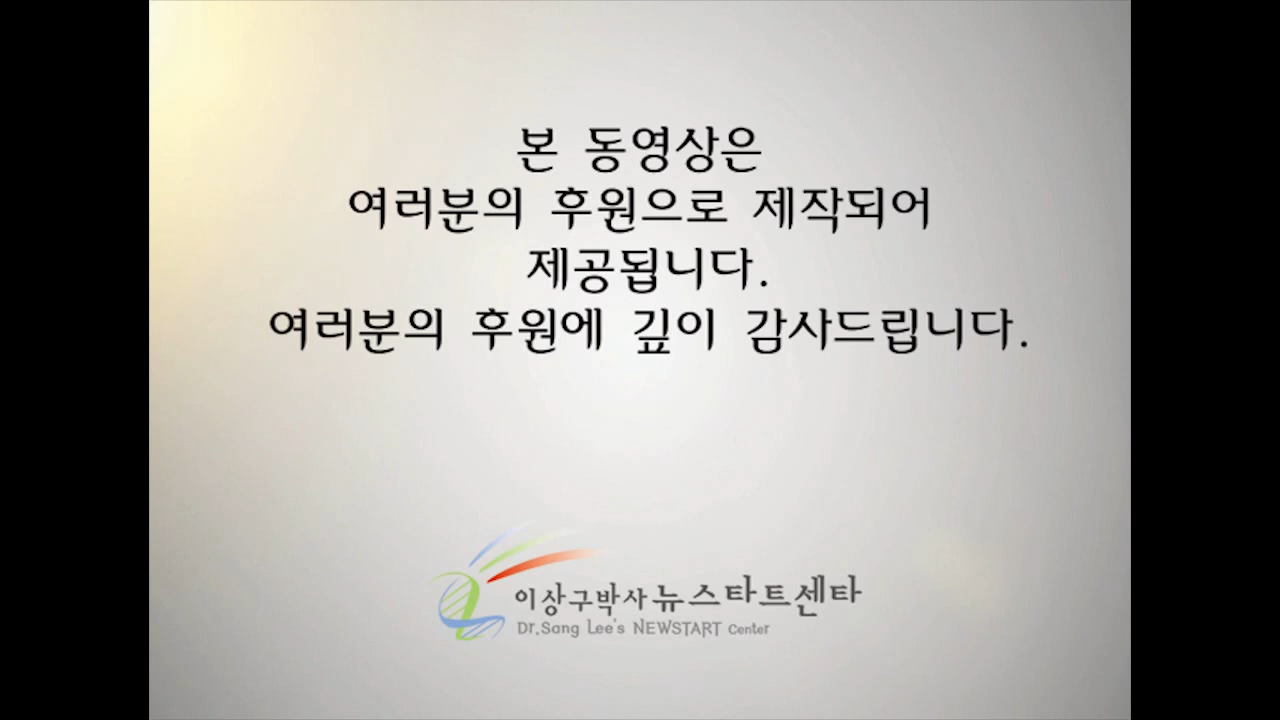 본 동영상은
여러분의 후원으로 제작되어
제공됩니다.
여러분의 후원에 깊이 감사드립니다.
이상구박사 뉴스타트센타
Dr.Sang Lee's NEWSTART Center